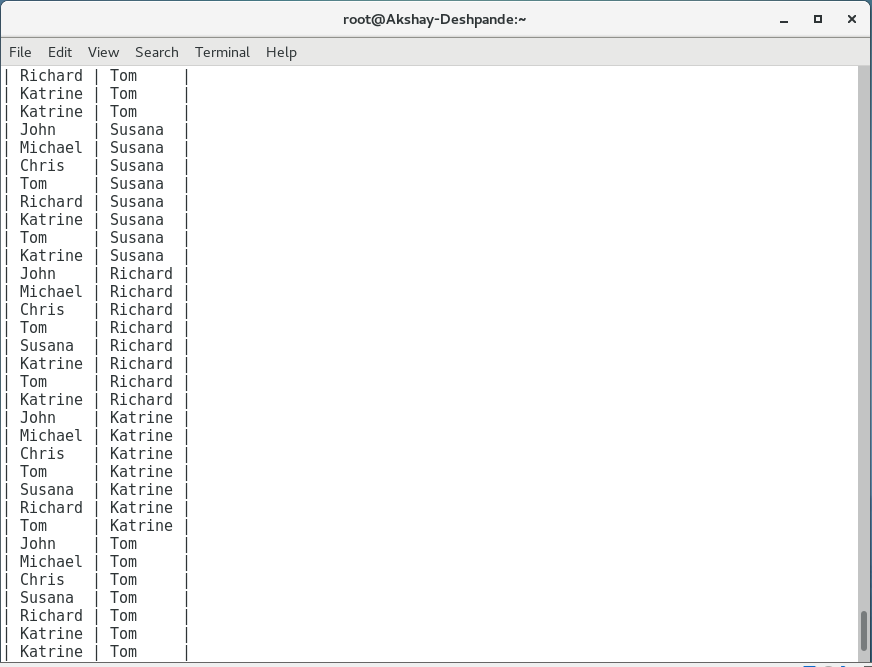 root@Akshay-Deshpande:~
File Edit View Search Terminal Help
| Richard | Tom     |
| Katrine | Tom     |
| Katrine | Tom     |
| John    | Susana  |
| Michael | Susana  |
| Chris   | Susana  |
| Tom     | Susana  |
| Richard | Susana  |
| Katrine | Susana  |
| Tom     | Susana  |
| Katrine | Susana  |
| John    | Richard |
| Michael | Richard |
| Chris   | Richard |
| Tom     | Richard |
| Susana  | Richard |
| Katrine | Richard |
| Tom     | Richard |
| Katrine | Richard |
| John    | Katrine |
| Michael | Katrine |
| Chris   | Katrine |
| Tom     | Katrine |
| Susana  | Katrine |
| Richard | Katrine |
| Tom     | Katrine |
| John    | Tom     |
| Michael | Tom     |
| Chris   | Tom     |
| Susana  | Tom     |
| Richard | Tom     |
| Katrine | Tom     |
| Katrine | Tom     |